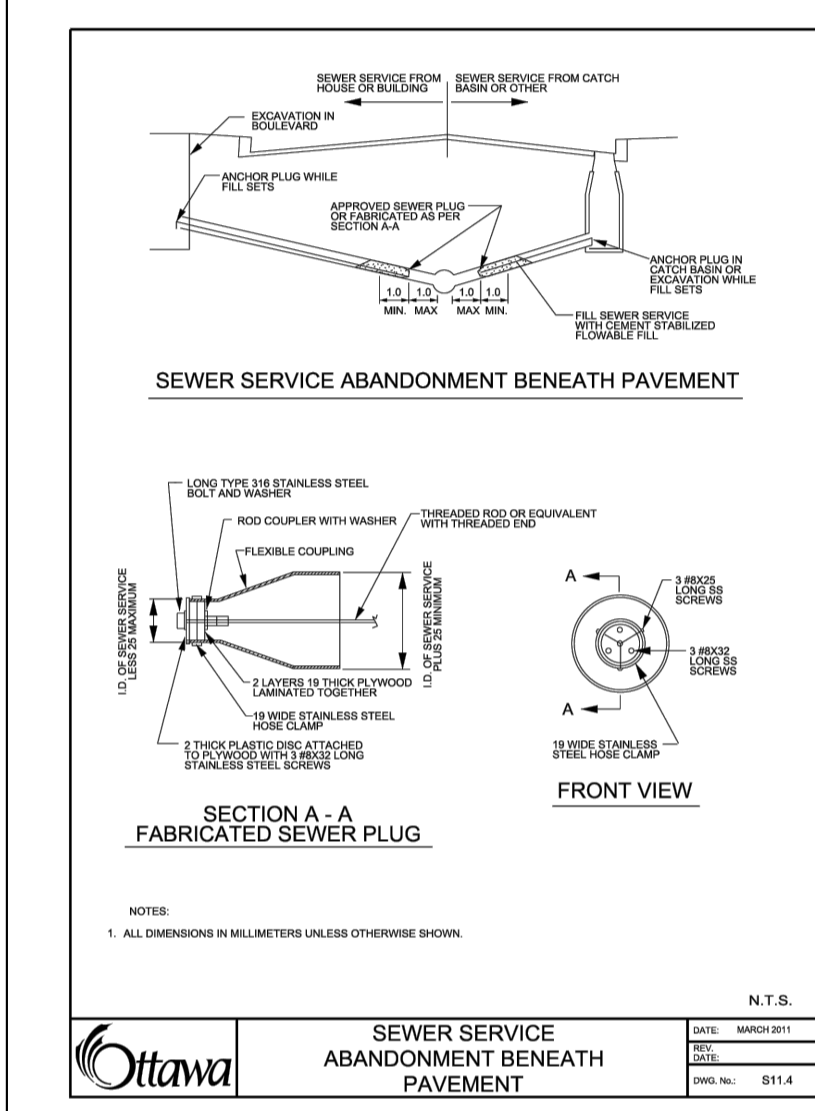 SEWER SERVICE FROM
HOUSE OR BUILDING
SEWER SERVICE FROM CATCH
BASIN OR OTHER
EXCAVATION IN
BOULEVARD
ANCHOR PLUG WHILE
FILL SETS
APPROVED SEWER PLUG
OR FABRICATED AS PER
SECTION A-A
ANCHOR PLUG IN
CATCH BASIN OR
EXCAVATION WHILE
FILL SETS
1.0 1.0 1.0 1.0
MIN. MAX MAX MIN.
FILL SEWER SERVICE
WITH CEMENT STABILIZED
FLOWABLE FILL
SEWER SERVICE ABANDONMENT BENEATH PAVEMENT
LONG TYPE 316 STAINLESS STEEL
BOLT AND WASHER
ROD COUPLER WITH WASHER
THREADED ROD OR EQUIVALENT
WITH THREADED END
FLEXIBLE COUPLING
I.D. OF SEWER SERVICE
LESS 25 MAXIMUM
I.D. OF SEWER SERVICE
PLUS 25 MINIMUM
2 LAYERS 19 THICK PLYWOOD
LAMINATED TOGETHER
19 WIDE STAINLESS STEEL
HOSE CLAMP
2 THICK PLASTIC DISC ATTACHED
TO PLYWOOD WITH 3 #8X32 LONG
STAINLESS STEEL SCREWS
SECTION A - A
FABRICATED SEWER PLUG
A
3 #8X25
LONG SS
SCREWS
3 #8X32
LONG SS
SCREWS
A
19 WIDE STAINLESS
STEEL HOSE CLAMP
FRONT VIEW
NOTES:
1. ALL DIMENSIONS IN MILLIMETERS UNLESS OTHERWISE SHOWN.
N.T.S.
Ottawa
SEWER SERVICE
ABANDONMENT BENEATH
PAVEMENT
DATE: MARCH 2011
REV.
DATE:
DWG. No.: S11.4